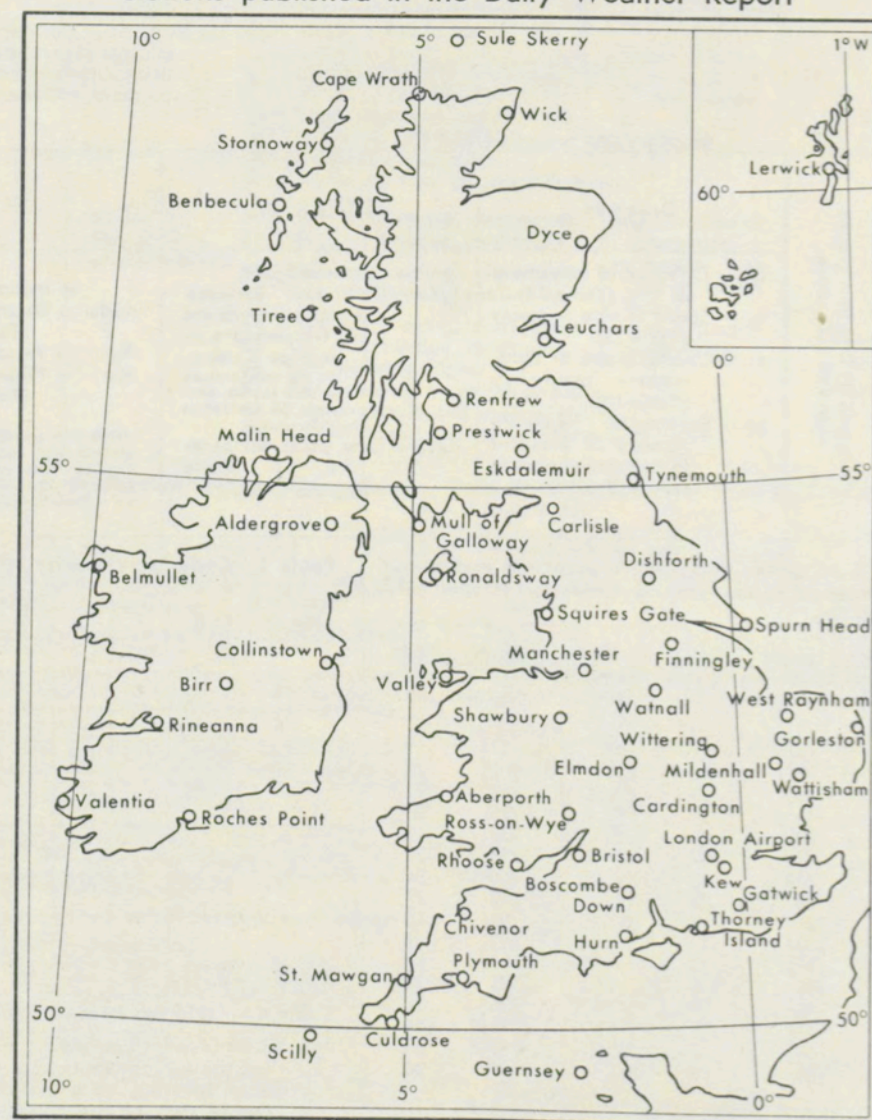 published in the Daily Weather Report
10°
5°
Sule Skerry
1° W
Cape Wrath
Wick
Stornoway
Lerwick
60°
Benbecula
Dyce
Tiree
Leuchars
0°
Renfrew
Prestwick
Malin Head
Eskdalemuir
55°
Tynemouth
55°
Aldergrove
Mull of
Galloway
Carlisle
Belmullet
Ronaldsway
Dishforth
Squires Gate
Spurn Head
Collinstown
Manchester
Finningley
Birr
Valley
Watnall
West Raynham
Rineanna
Shawbury
Wittering
Gorleston
Elmdon
Mildenhall
Wattisham
Valentia
Aberporth
Cardington
Roches Point
Ross-on-Wye
London Airport
Rhoose
Bristol
Kew
Boscombe
Down
Gatwick
Chivenor
Hurn
Thorney
Island
St. Mawgan
Plymouth
50°
50°
Scilly
Culdrose
Guernsey
10°
5°
0°